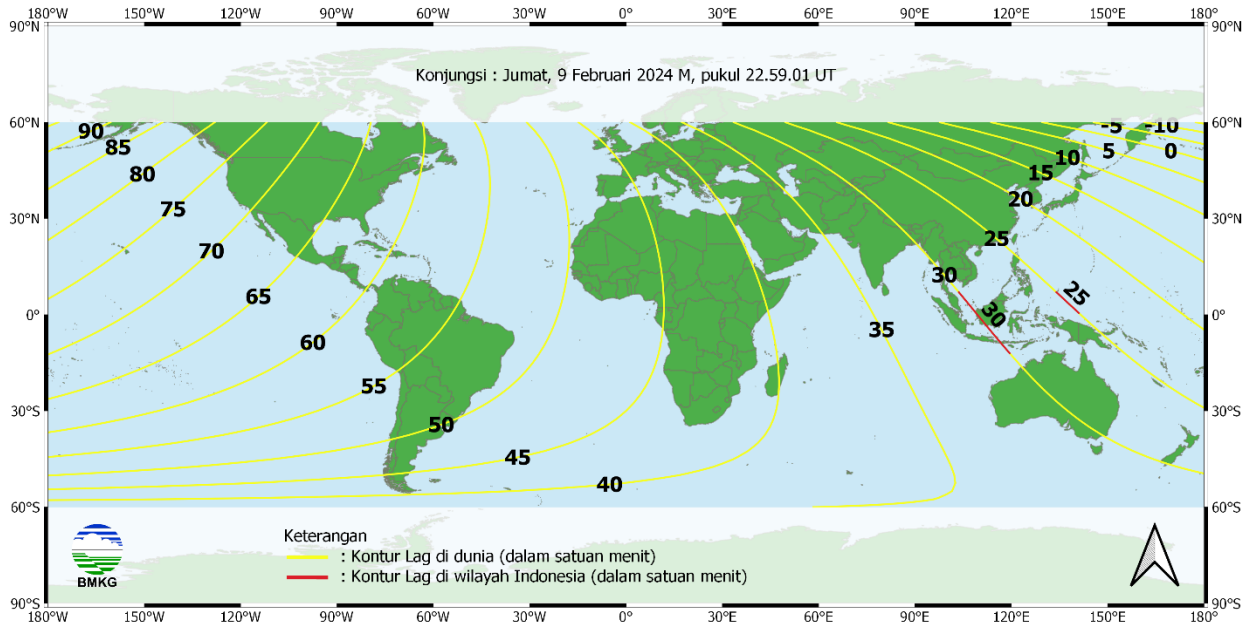 180°W 150°W 120°W 90°W 60°W 30°W 0° 30°E 60°E 90°E 120°E 150°E 180°E
90°N 90°N
Konjungsi : Jumat, 9 Februari 2024 M, pukul 22.59.01 UT
60°N 60°N
90 -5 -10
85 5 0
80 10
15
75 20
30°N 30°N
70 25
65 30 25
0° 30 0°
60 35
55
30°S 30°S
50
45
40
60°S 60°S
Keterangan
: Kontur Lag di dunia (dalam satuan menit)
: Kontur Lag di wilayah Indonesia (dalam satuan menit)
BMKG
90°S 90°S
180°W 150°W 120°W 90°W 60°W 30°W 0° 30°E 60°E 90°E 120°E 150°E 180°E